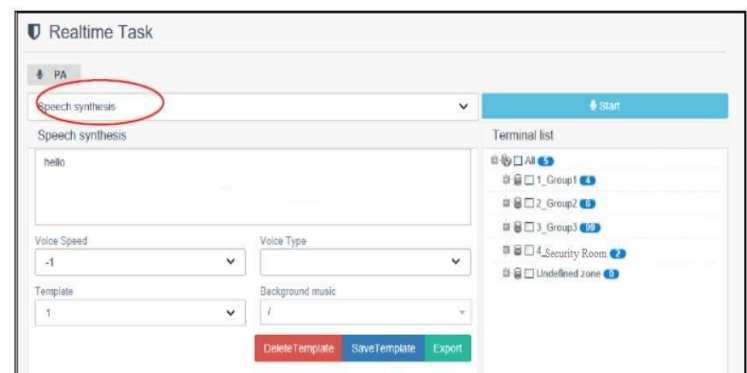 Realtime Task
PA
Speech synthesis
Start
Speech synthesis
hello
Voice Speed
Voice Type
-1
Template
Background music
1
/
DeleteTemplate SaveTemplate Export
Terminal list
All 5
1_Group1 4
2_Group2 6
3_Group3 99
4_Security Room 2
Undefined zone 0